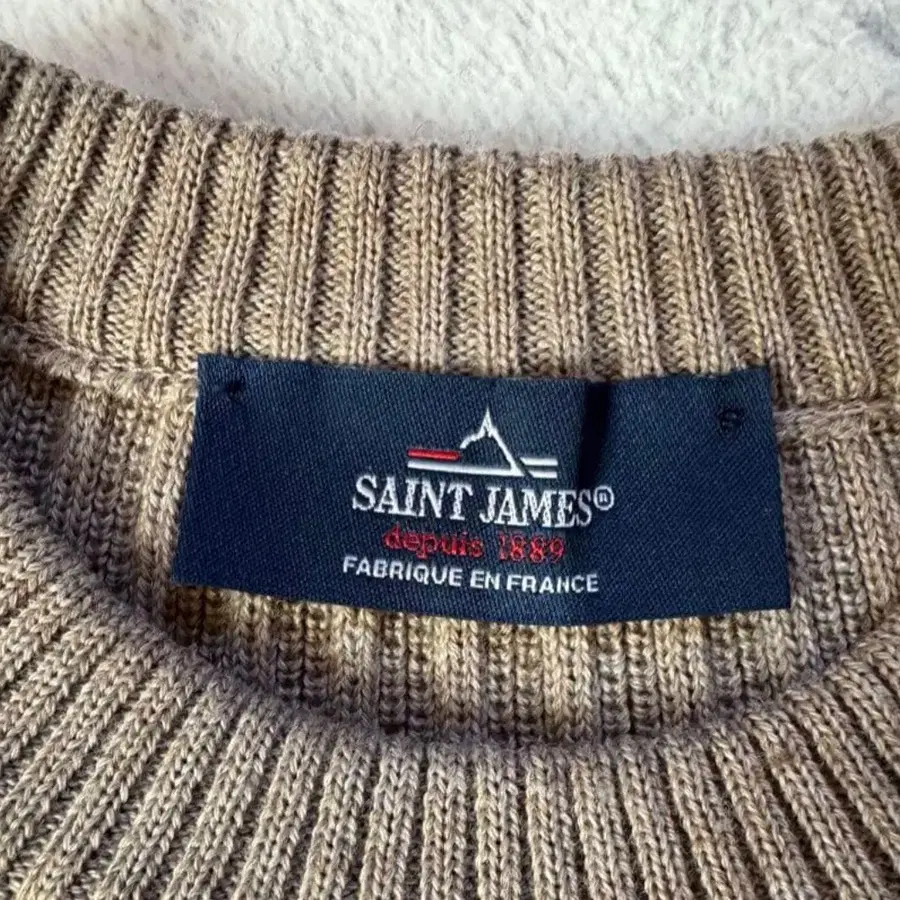 SAINT JAMES®
depuis 1889
FABRIQUE EN FRANCE